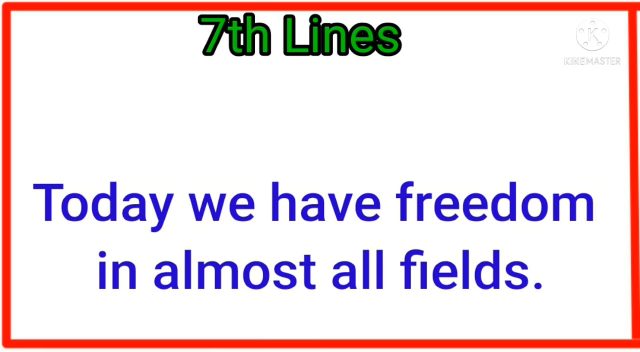 7th Lines
KINEMASTER
Today we have freedom
in almost all fields.